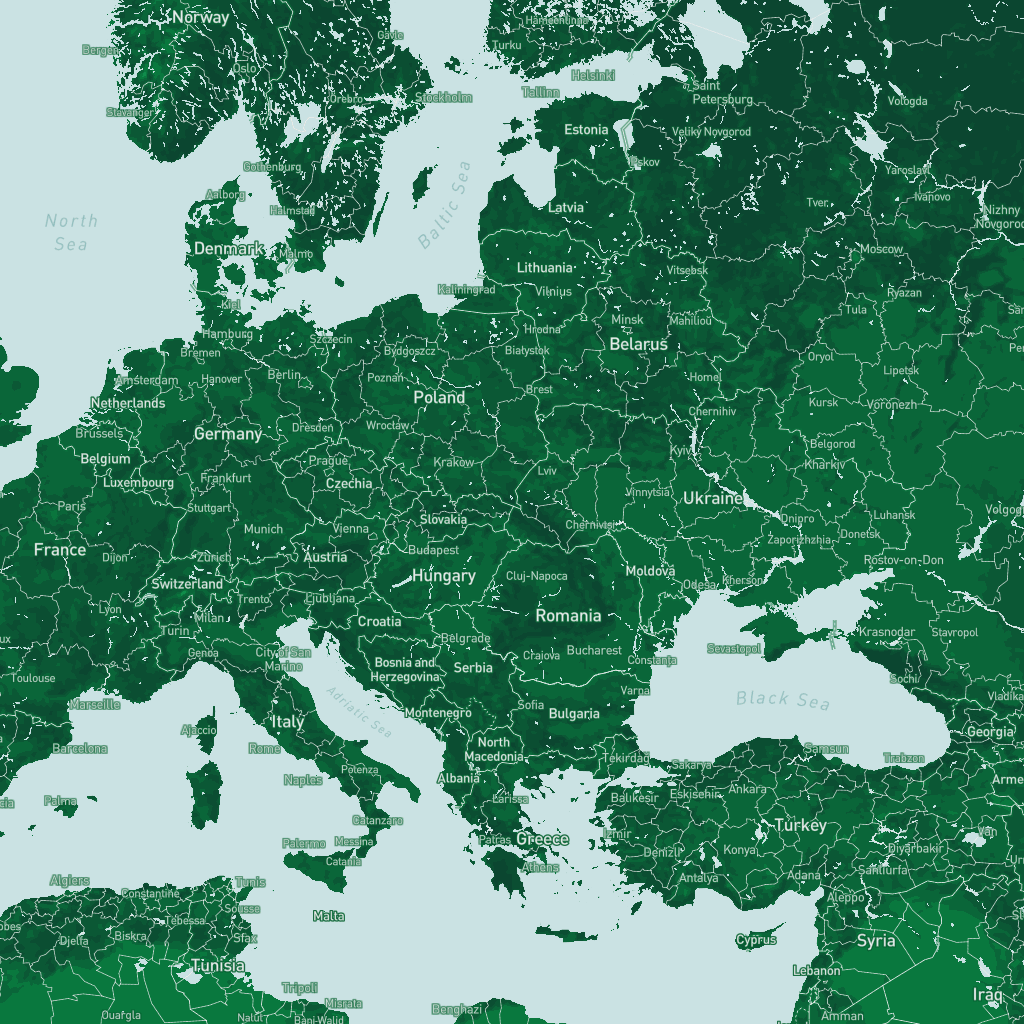 Norway
Hämeenlinna
Bergen
Gävle
Turku
Oslo
Helsinki
Saint
Petersburg
Örebro
Stockholm
Tallinn
Vologda
Stavanger
Estonia
Veliky Novgorod
Gothenburg
Pskov
Yaroslavl
Aalborg
Baltic Sea
Ivanovo
Halmstad
Latvia
Tver
Nizhny
Novgorod
North
Sea
Denmark
Malmö
Moscow
Lithuania
Vitsebsk
Kaliningrad
Vilnius
Ryazan
Kiel
Tula
Minsk
Mahilioŭ
Hamburg
Szczecin
Hrodna
Belarus
Bremen
Bydgoszcz
Białystok
Oryol
Lipetsk
Amsterdam
Hanover
Berlin
Poznań
Homel
Brest
Netherlands
Poland
Kursk
Voronezh
Chernihiv
Brussels
Germany
Dresden
Wrocław
Belgorod
Kyiv
Belgium
Prague
Krakow
Kharkiv
Lviv
Luxembourg
Frankfurt
Czechia
Vinnytsia
Ukraine
Paris
Stuttgart
Slovakia
Dnipro
Luhansk
Volgograd
Munich
Vienna
Chernivtsi
Donetsk
Zaporizhzhia
France
Dijon
Zürich
Austria
Budapest
Rostov-on-Don
Switzerland
Hungary
Cluj-Napoca
Moldova
Odesa
Kherson
Trento
Ljubljana
Lyon
Milan
Croatia
Romania
Turin
Belgrade
Krasnodar
Stavropol
Genoa
City of San
Marino
Bosnia and
Herzegovina
Serbia
Craiova
Bucharest
Constanța
Sevastopol
Toulouse
Sochi
Varna
Black Sea
Marseille
Adriatic Sea
Montenegro
Sofia
Bulgaria
Italy
Ajaccio
Georgia
Barcelona
Rome
North
Macedonia
Samsun
Trabzon
Tekirdağ
Sakarya
Potenza
Albania
Naples
Ankara
Eskişehir
Palma
Larissa
Balıkesir
Catanzaro
Turkey
Izmir
Van
Palermo
Messina
Patras
Greece
Konya
Denizli
Diyarbakır
Catania
Athens
Şanlıurfa
Adana
Antalya
Algiers
Tunis
Constantine
Aleppo
Sousse
Malta
Tébessa
Biskra
Djelfa
Sfax
Cyprus
Syria
Tunisia
Lebanon
Tripoli
Iraq
Misrata
Benghazi
Ouargla
Nalut
Bani Walid
Amman